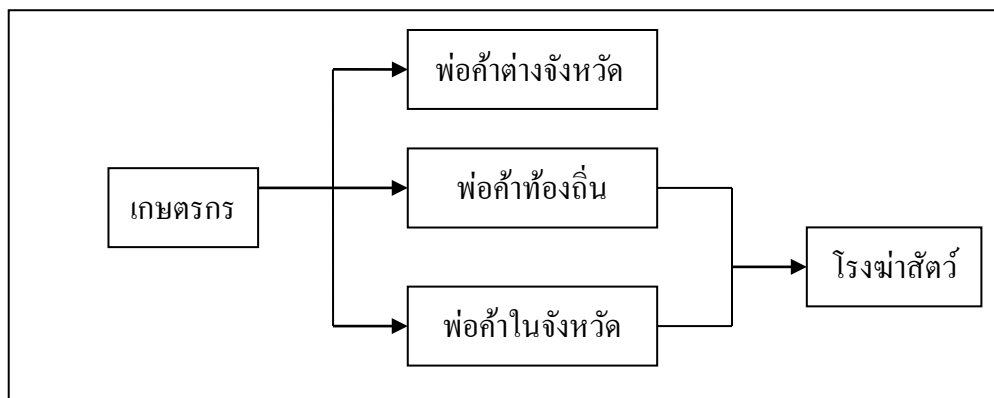 พ่อค้าต่างจังหวัด
เกษตรกร
พ่อค้าท้องถิ่น
โรงฆ่าสัตว์
พ่อค้าในจังหวัด